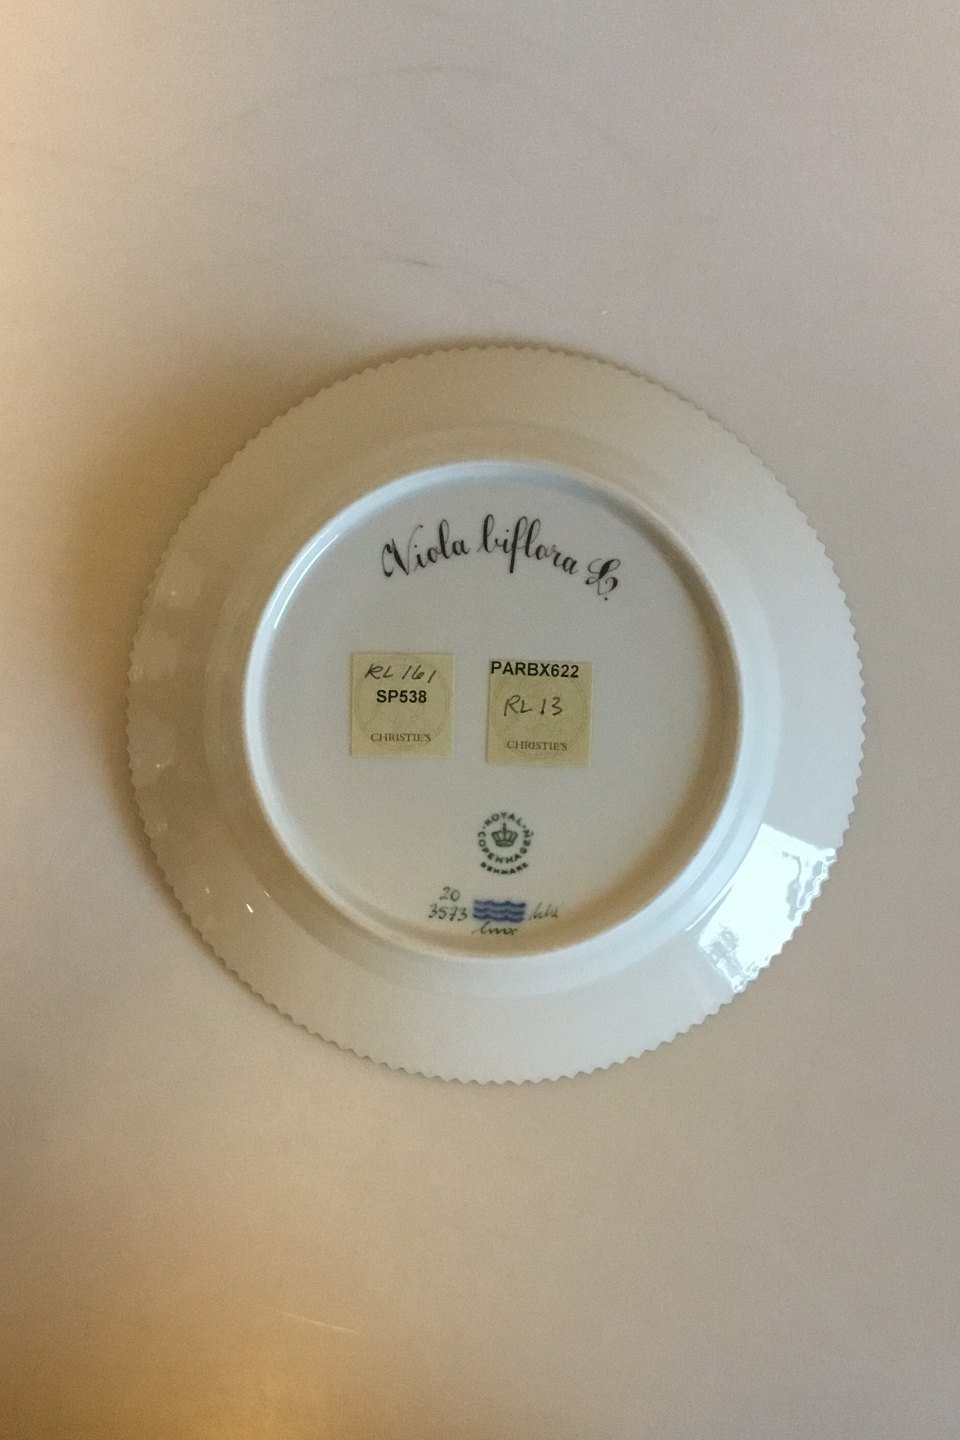 Viola biflora L.
RL 161
SP538
CHRISTIE'S
PARBX622
RL 13
CHRISTIE'S
ROYAL COPENHAGEN
DENMARK
20
3573